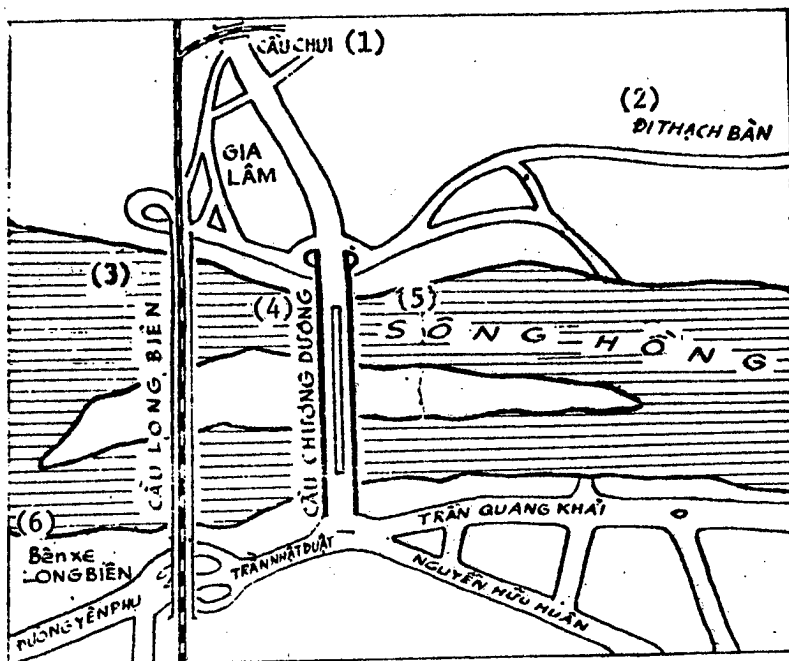 CẦU CHUI (1)
(2)
ĐI THẠCH BÀN
GIA
LÂM
(3)
CẦU LONG BIÊN
(4)
CẦU CHƯƠNG DƯƠNG
(5)
SÔNG HỒNG
(6)
Bến xe
LONG BIÊN
TRẦN QUANG KHẢI
TRẦN NHẬT DUẬT
NGUYỄN HỮU HUÂN
ĐƯỜNG YÊN PHỤ